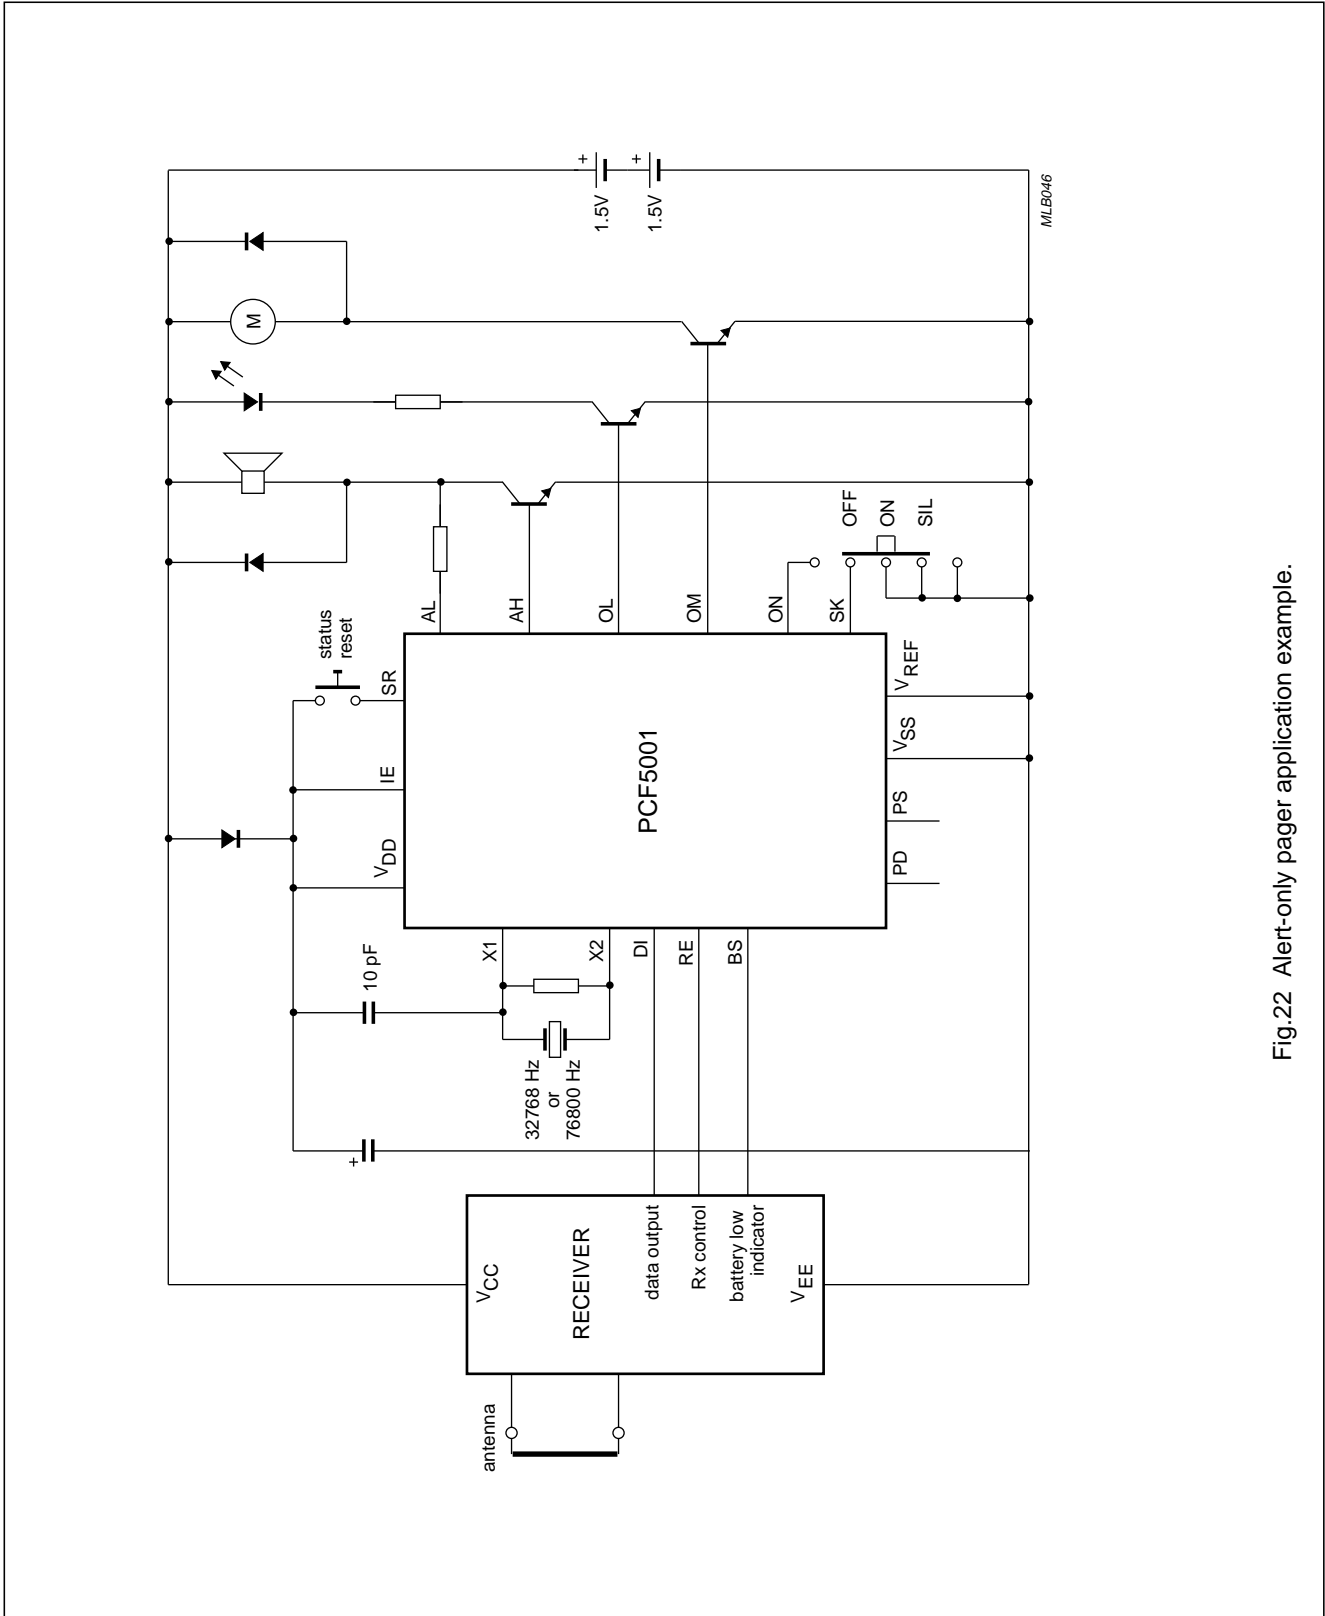 antenna
RECEIVER
VCC
data output
Rx control
battery low
indicator
VEE
+
32768 Hz
or
76800 Hz
10 pF
X1
X2
DI
RE
BS
PCF5001
VDD
IE
SR
status
reset
AL
AH
OL
OM
ON
SK
OFF
ON
SIL
PD
PS
VSS
VREF
M
+
1.5V
+
1.5V
MLB046
Fig.22 Alert-only pager application example.